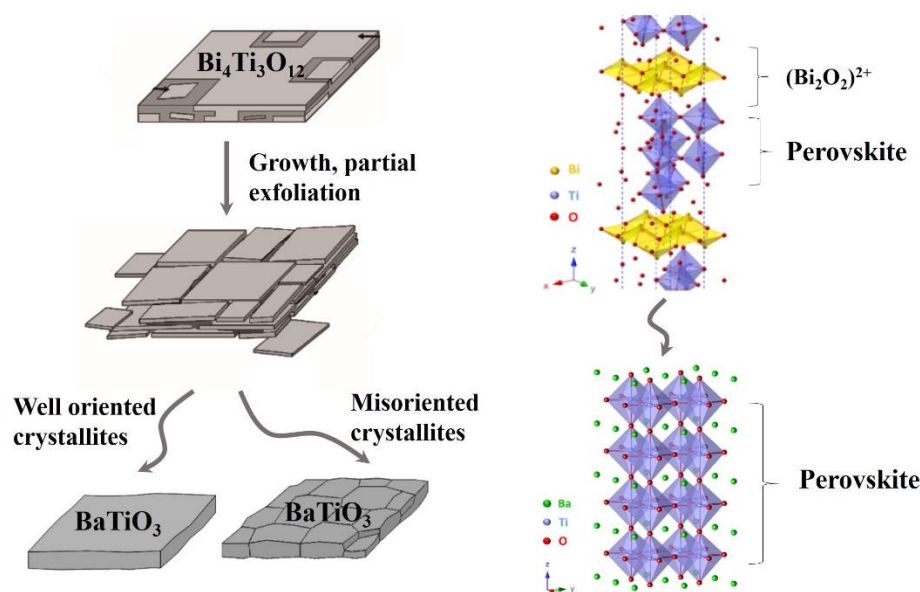 Bi₄Ti₃O₁₂
Growth, partial
exfoliation
Well oriented
crystallites
Misoriented
crystallites
BaTiO₃
BaTiO₃
(Bi₂O₂)²⁺
Perovskite
Bi
Ti
O
z
x
y
Perovskite
Ba
Ti
O
z
y